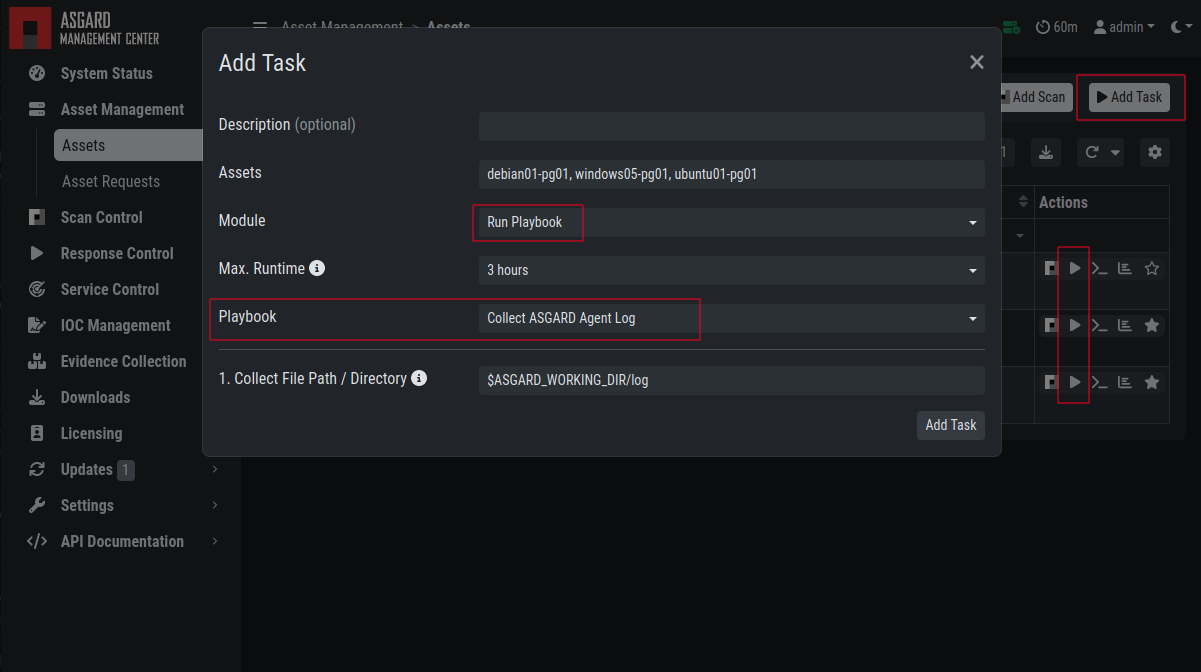 ASGARD
MANAGEMENT CENTER
Asset Management > Assets
60m
admin
System Status
Asset Management
Assets
Asset Requests
Scan Control
Response Control
Service Control
IOC Management
Evidence Collection
Downloads
Licensing
Updates 1
Settings
API Documentation
Add Scan
Add Task
1
Actions
Add Task
Description (optional)
Assets
debian01-pg01, windows05-pg01, ubuntu01-pg01
Module
Run Playbook
Max. Runtime
3 hours
Playbook
Collect ASGARD Agent Log
1. Collect File Path / Directory
$ASGARD_WORKING_DIR/log
Add Task